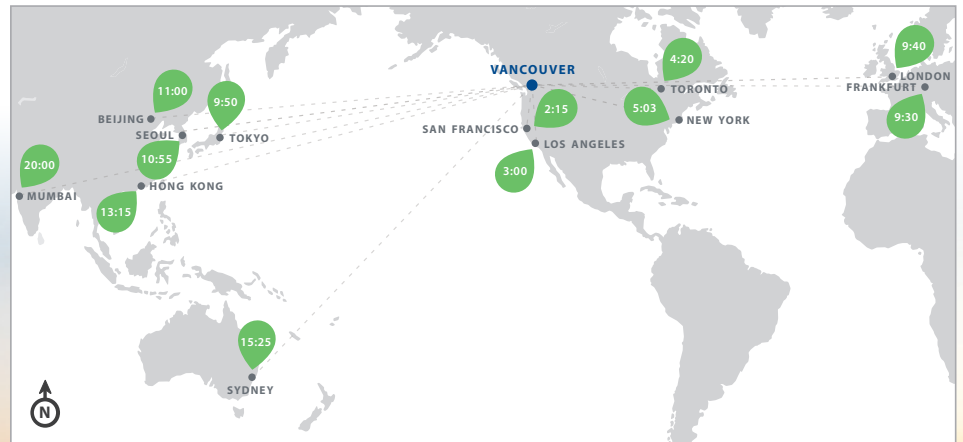 9:40
4:20
VANCOUVER
LONDON
FRANKFURT
TORONTO
11:00
9:50
2:15
5:03
9:30
BEIJING
NEW YORK
SAN FRANCISCO
SEOUL
TOKYO
LOS ANGELES
10:55
20:00
3:00
HONG KONG
MUMBAI
13:15
15:25
SYDNEY
N